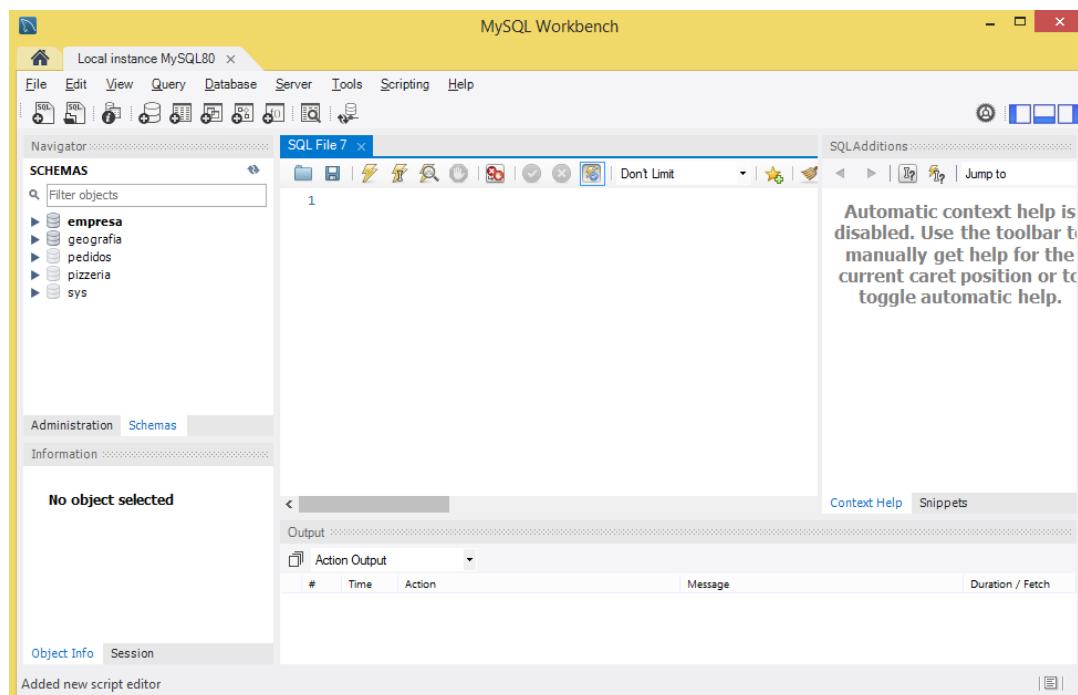 MySQL Workbench
Local instance MySQL80
File Edit View Query Database Server Tools Scripting Help
Navigator
SCHEMAS
Filter objects
empresa
geografia
pedidos
pizzeria
sys
Administration Schemas
Information
No object selected
Object Info Session
SQL File 7
Don't Limit
1
SQLAdditions
Jump to
Automatic context help is
disabled. Use the toolbar t
manually get help for the
current caret position or to
toggle automatic help.
Context Help Snippets
Output
Action Output
# Time Action Message Duration / Fetch
Added new script editor